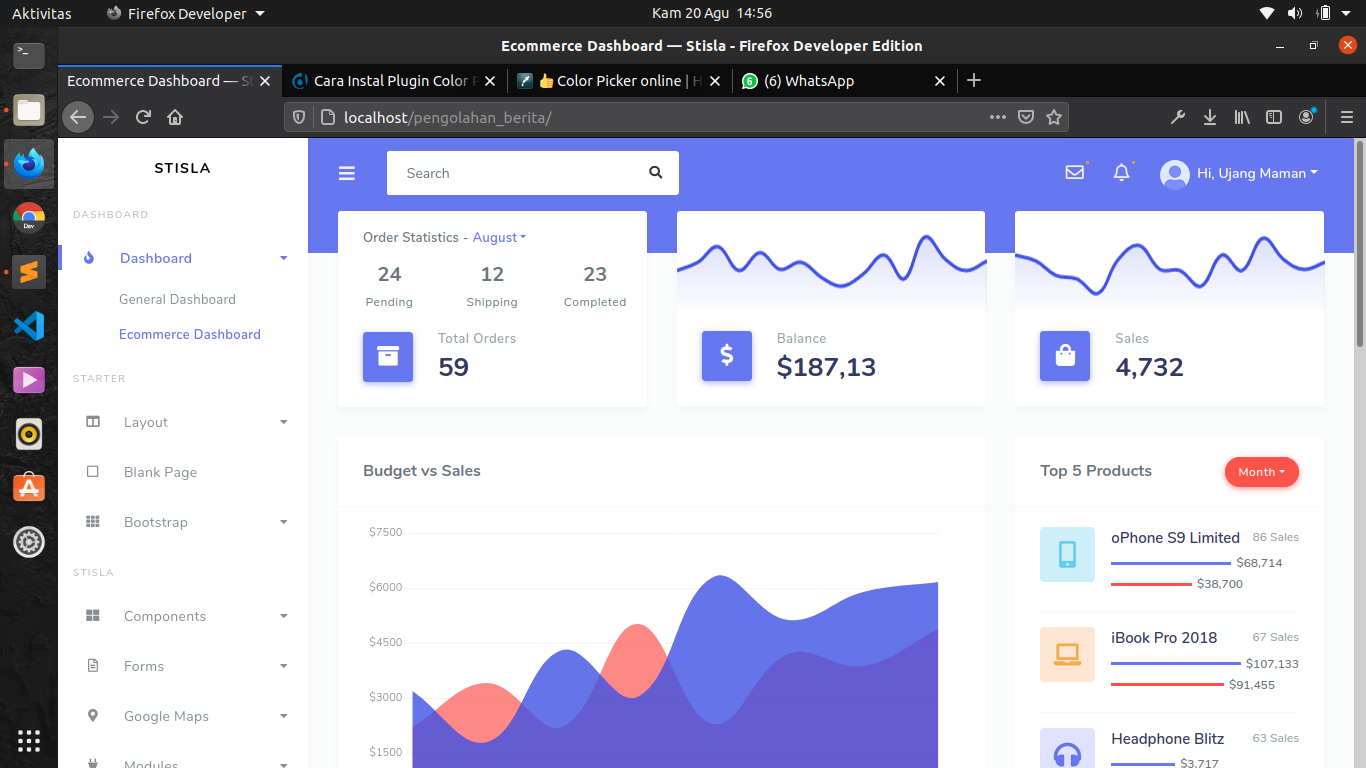 Aktivitas
Firefox Developer
Kam 20 Agu 14:56
Ecommerce Dashboard — Stisla - Firefox Developer Edition
Ecommerce Dashboard —
Cara Instal Plugin Color
👍Color Picker online |
(6) WhatsApp
localhost/pengolahan_berita/
STISLA
DASHBOARD
Dashboard
General Dashboard
Ecommerce Dashboard
STARTER
Layout
Blank Page
Bootstrap
STISLA
Components
Forms
Google Maps
Modules
Search
Hi, Ujang Maman
Order Statistics - August
24 12 23
Pending Shipping Completed
Total Orders
59
Balance
$187,13
Sales
4,732
Budget vs Sales
$7500
$6000
$4500
$3000
$1500
Top 5 Products
Month
oPhone S9 Limited 86 Sales
$68,714
$38,700
iBook Pro 2018 67 Sales
$107,133
$91,455
Headphone Blitz 63 Sales
$3,717
Dev
6